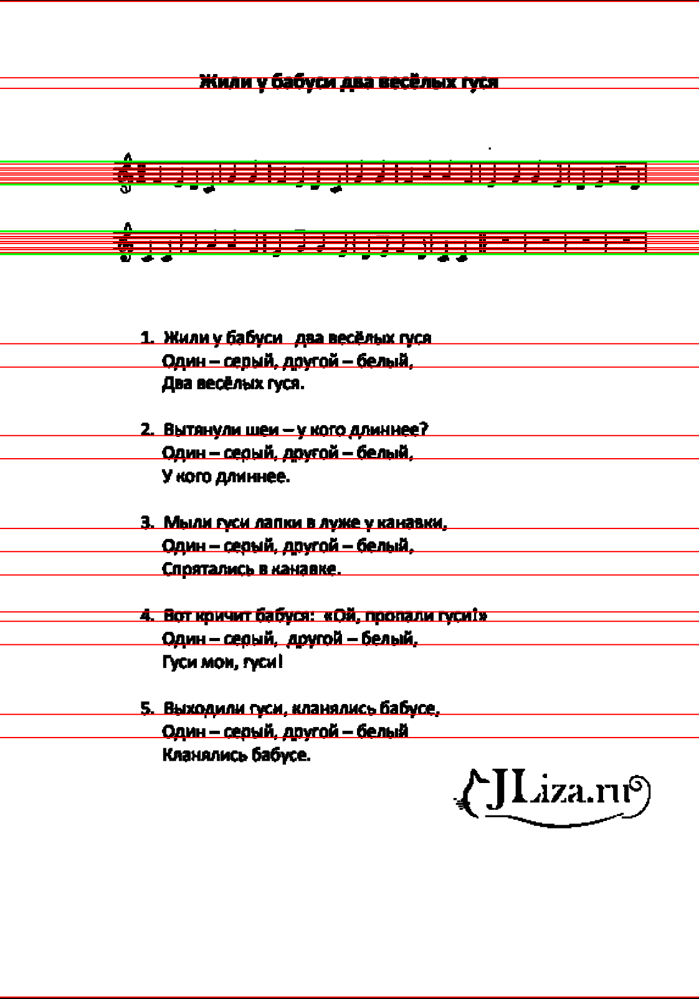 Жили у бабуси два весёлых гуся
1. Жили у бабуси два весёлых гуся
Один – серый, другой – белый,
Два весёлых гуся.
2. Вытянули шеи – у кого длиннее?
Один – серый, другой – белый,
У кого длиннее.
3. Мыли гуси лапки в луже у канавки,
Один – серый, другой – белый,
Спрятались в канавке.
4. Вот кричит бабуся: «Ой, пропали гуси!»
Один – серый, другой – белый,
Гуси мои, гуси!
5. Выходили гуси, кланялись бабусе,
Один – серый, другой – белый
Кланялись бабусе.
JLiza.ru